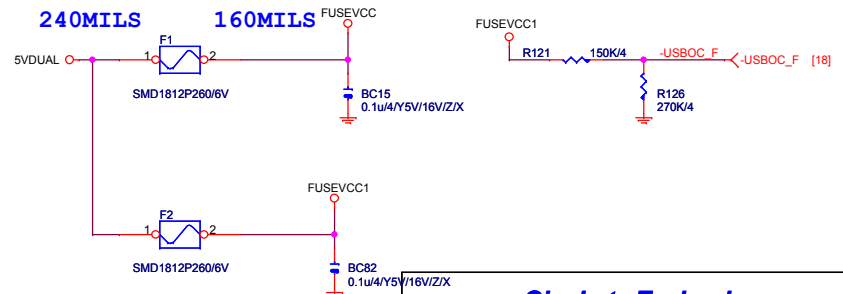 240MILS 160MILS FUSEVCC
FUSEVCC1
5VDUAL
1 F1 2
SMD1812P260/6V
BC15
0.1u/4/Y5V/16V/Z/X
R121 150K/4
-USBOC_F
-USBOC_F [18]
R126
270K/4
FUSEVCC1
1 F2 2
SMD1812P260/6V
BC82
0.1u/4/Y5V/16V/Z/X